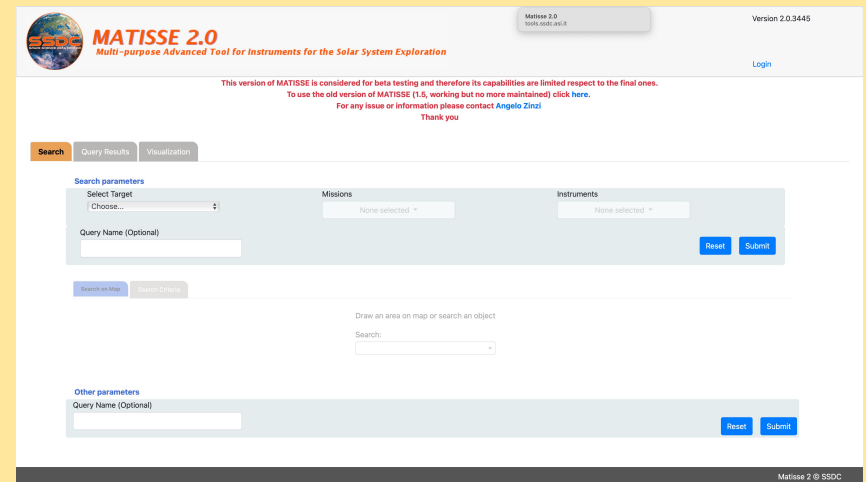 Matisse 2.0
tools.ssdc.asi.it
Version 2.0.3445
SSDC
MATISSE 2.0
Multi-purpose Advanced Tool for Instruments for the Solar System Exploration
Login
This version of MATISSE is considered for beta testing and therefore its capabilities are limited respect to the final ones.
To use the old version of MATISSE (1.5, working but no more maintained) click here.
For any issue or information please contact Angelo Zinzi
Thank you
Search
Query Results
Visualization
Search parameters
Select Target
Missions
Instruments
Choose...
None selected
None selected
Query Name (Optional)
Reset
Submit
Search on Map
Search Criteria
Draw an area on map or search an object
Search:
Other parameters
Query Name (Optional)
Reset
Submit
Matisse 2 © SSDC